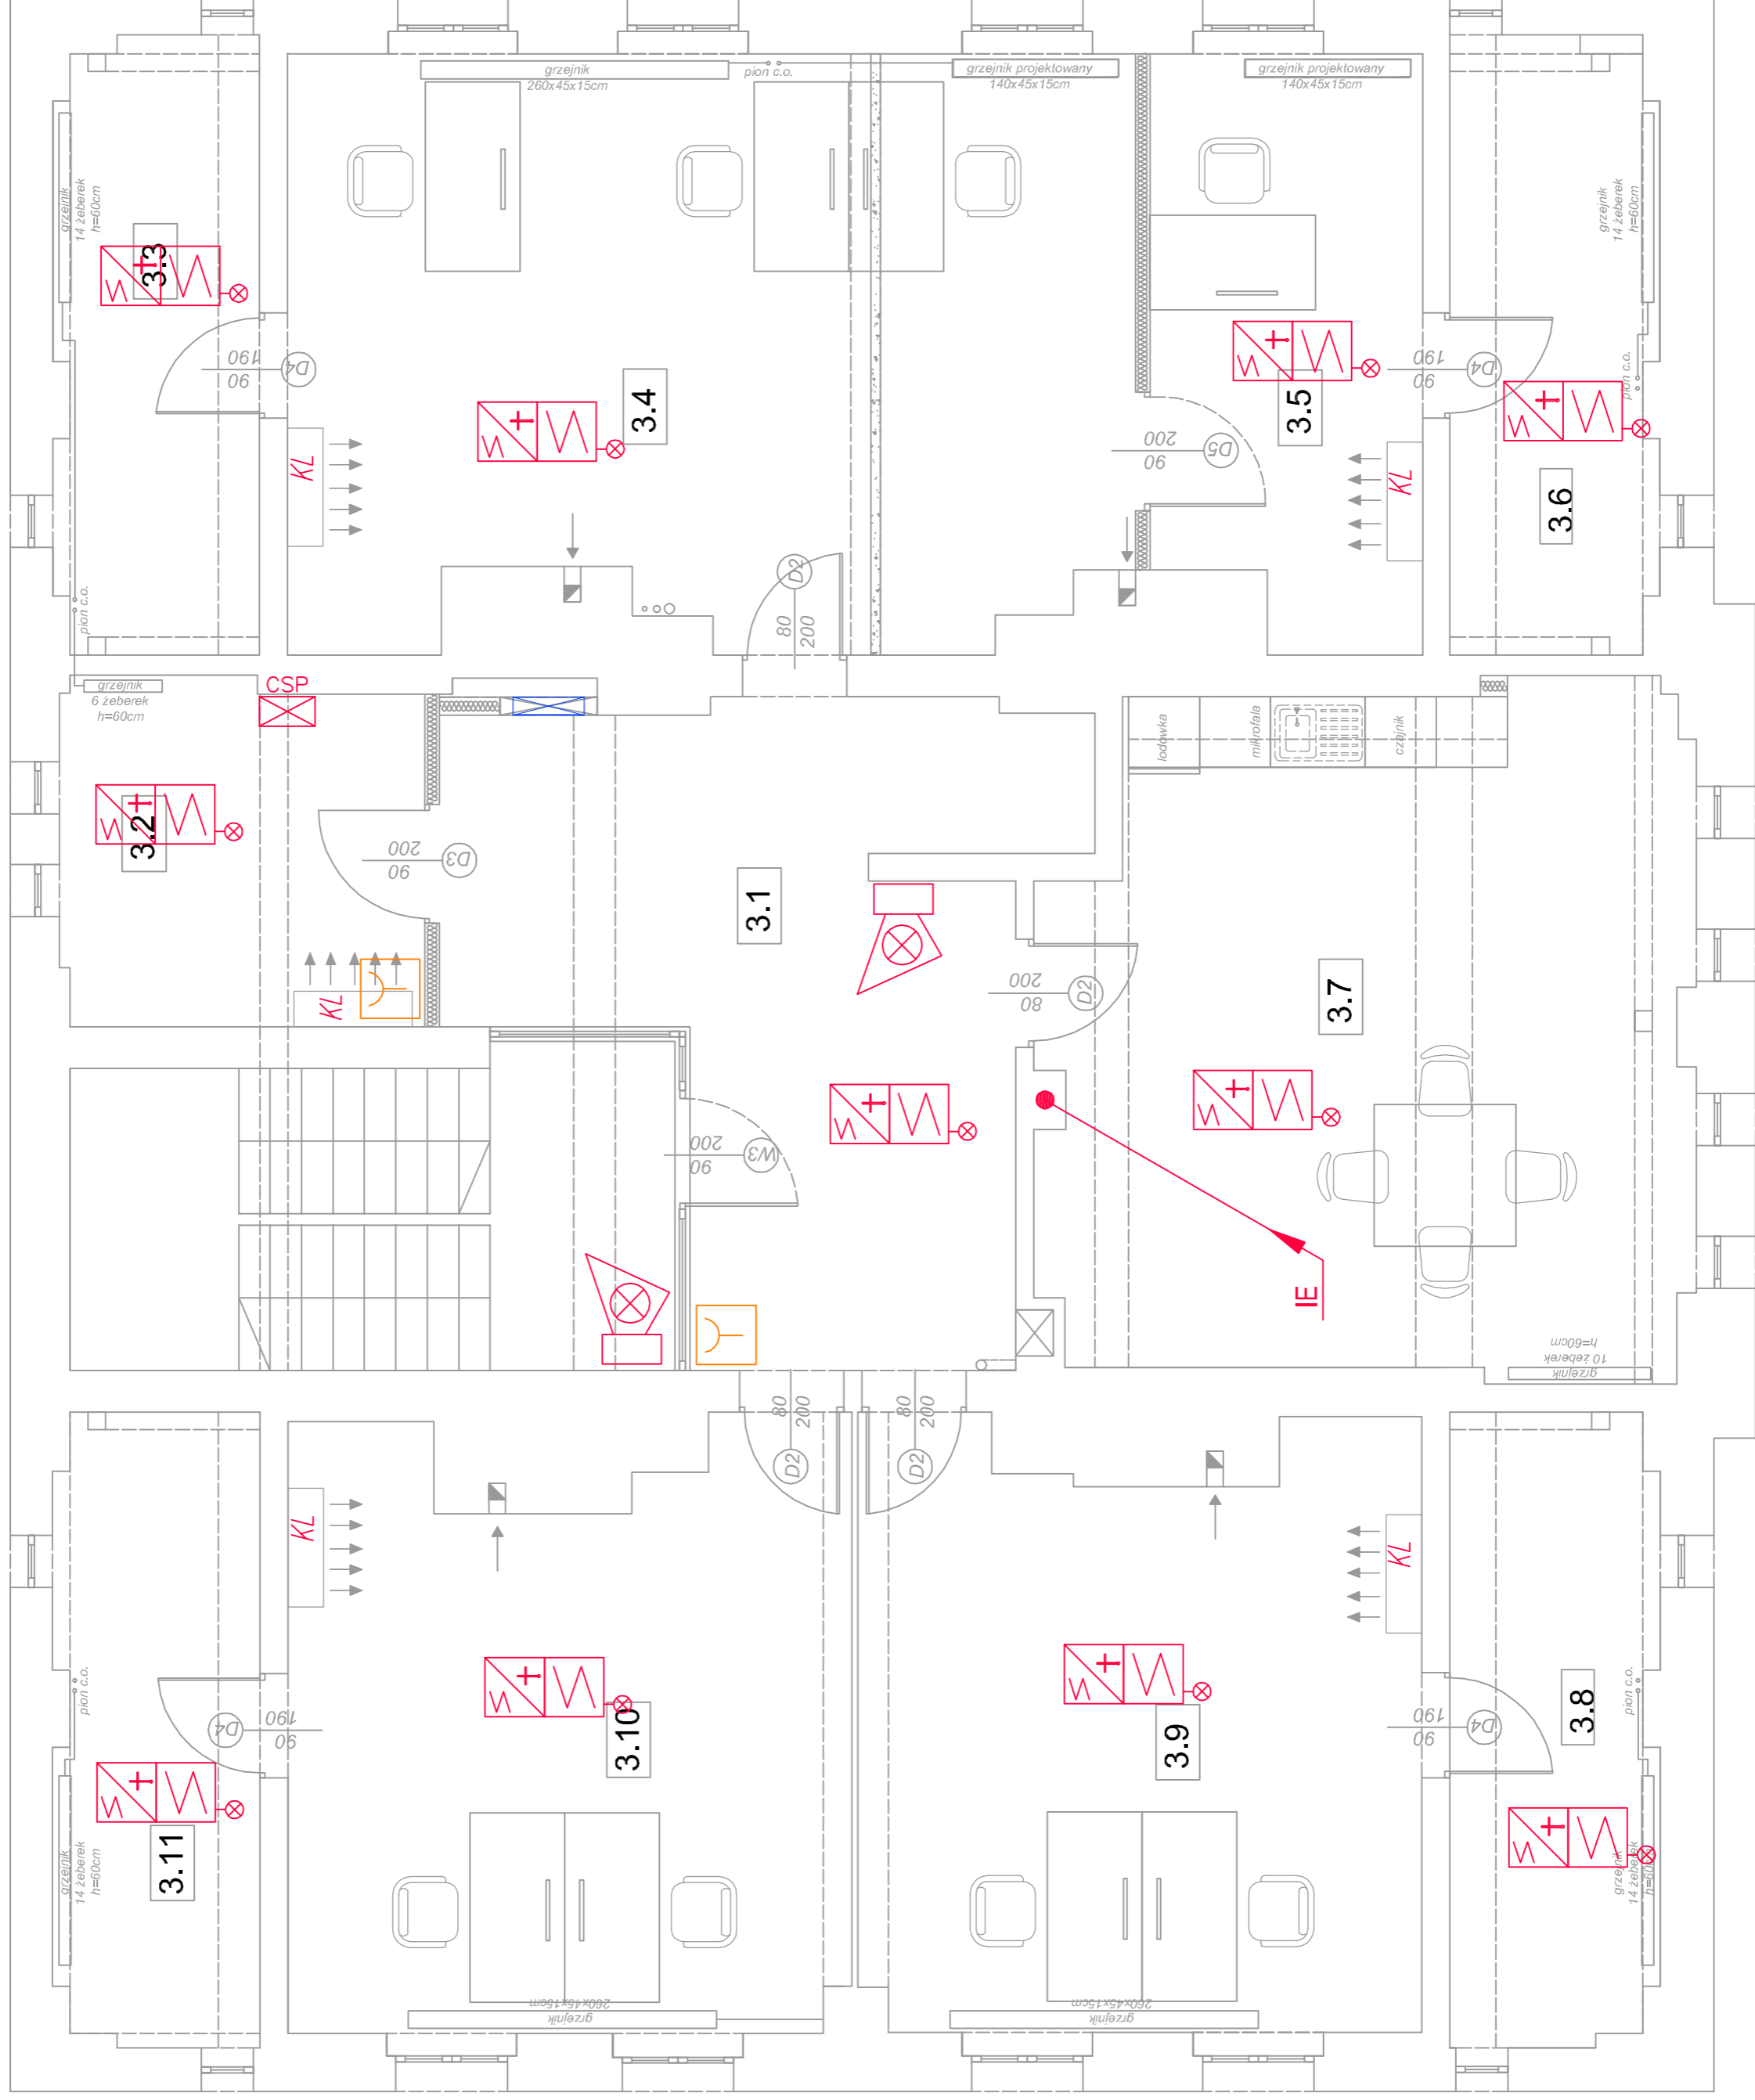 grzejnik
260x45x15cm
pion c.o.
grzejnik projektowany
140x45x15cm
grzejnik projektowany
140x45x15cm
grzejnik
14 żeberek
h=60cm
3.3
W
t
190
90
D4
KL
3.4
W
t
3.5
W
t
190
90
D4
grzejnik
14 żeberek
h=60cm
pion c.o.
W
t
200
90
D5
KL
3.6
pion c.o.
D2
80
200
grzejnik
6 żeberek
h=60cm
CSP
lodówka
mikrofala
czajnik
3.2
W
t
200
90
D3
3.1
KL
200
80
D2
3.7
W
t
W
t
200
90
W3
IE
grzejnik
10 żeberek
h=60cm
80
200
D2
80
200
D2
KL
KL
pion c.o.
190
90
D4
W
t
3.10
W
t
3.9
190
90
D4
3.8
pion c.o.
W
t
3.11
grzejnik
14 żeberek
h=60cm
W
t
grzejnik
14 żeberek
h=60cm
grzejnik
260x45x15cm
grzejnik
260x45x15cm